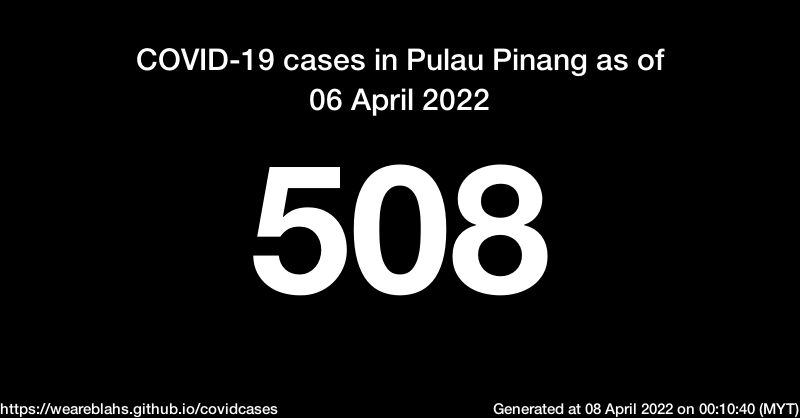 COVID-19 cases in Pulau Pinang as of
06 April 2022
508
https://weareblahs.github.io/covidcases
Generated at 08 April 2022 on 00:10:40 (MYT)